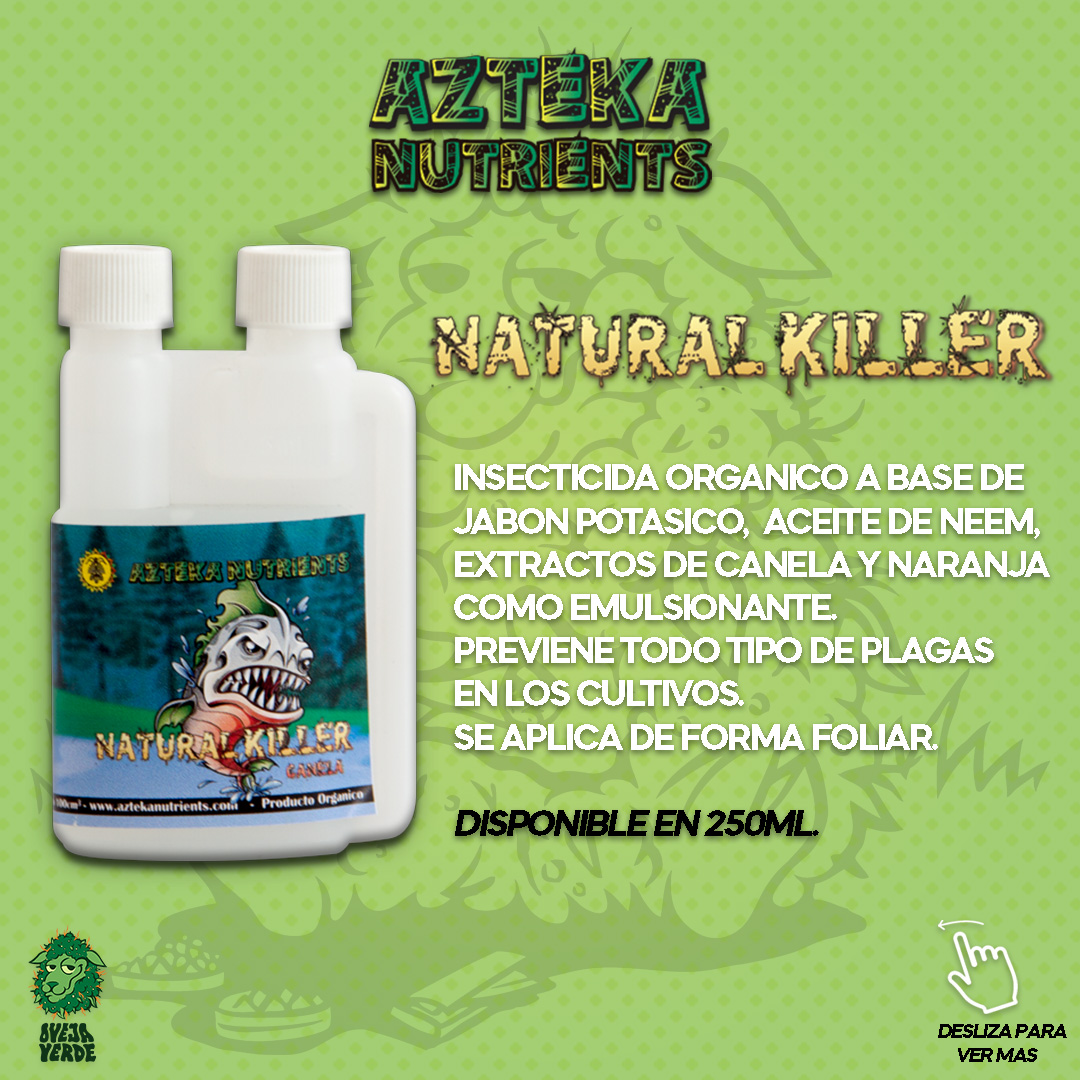 AZTEKA
NUTRIENTS
NATURAL KILLER
INSECTICIDA ORGANICO A BASE DE
JABON POTASICO, ACEITE DE NEEM,
EXTRACTOS DE CANELA Y NARANJA
COMO EMULSIONANTE.
PREVIENE TODO TIPO DE PLAGAS
EN LOS CULTIVOS.
SE APLICA DE FORMA FOLIAR.
DISPONIBLE EN 250ML.
AZTEKA NUTRIENTS
NATURAL KILLER
CANELA
100cm³ - www.aztekanutrients.com - Producto Organico
OVEJA
VERDE
DESLIZA PARA
VER MAS